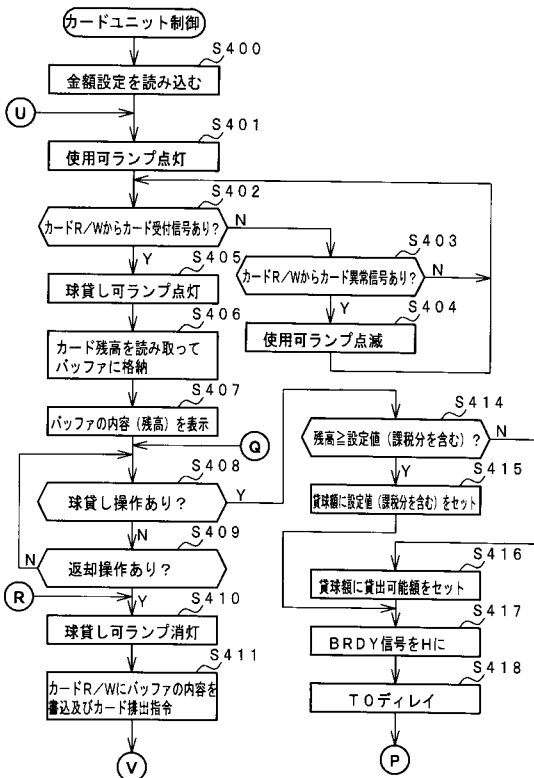 カードユニット制御
S400
金額設定を読み込む
U
S401
使用可ランプ点灯
S402
カードR/Wからカード受付信号あり?
N
Y
S403
カードR/Wからカード異常信号あり?
N
Y
S404
使用可ランプ点滅
S405
球貸し可ランプ点灯
S406
カード残高を読み取って
バッファに格納
S407
バッファの内容(残高)を表示
Q
S408
球貸し操作あり?
Y
N
S409
返却操作あり?
N
Y
R
S410
球貸し可ランプ消灯
S411
カードR/Wにバッファの内容を
書込及びカード排出指令
V
S414
残高≧設定値(課税分を含む)?
N
Y
S415
貸球額に設定値(課税分を含む)をセット
S416
貸球額に貸出可能額をセット
S417
BRDY信号をHに
S418
TOディレイ
P